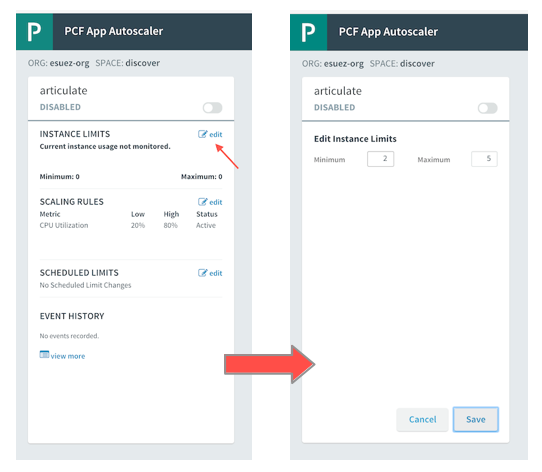 P PCF App Autoscaler
ORG: esuez-org SPACE: discover
articulate
DISABLED
INSTANCE LIMITS edit
Current instance usage not monitored.
Minimum: 0 Maximum: 0
SCALING RULES edit
Metric Low High Status
CPU Utilization 20% 80% Active
SCHEDULED LIMITS edit
No Scheduled Limit Changes
EVENT HISTORY
No events recorded.
view more
P PCF App Autoscaler
ORG: esuez-org SPACE: discover
articulate
DISABLED
Edit Instance Limits
Minimum 2 Maximum 5
Cancel Save